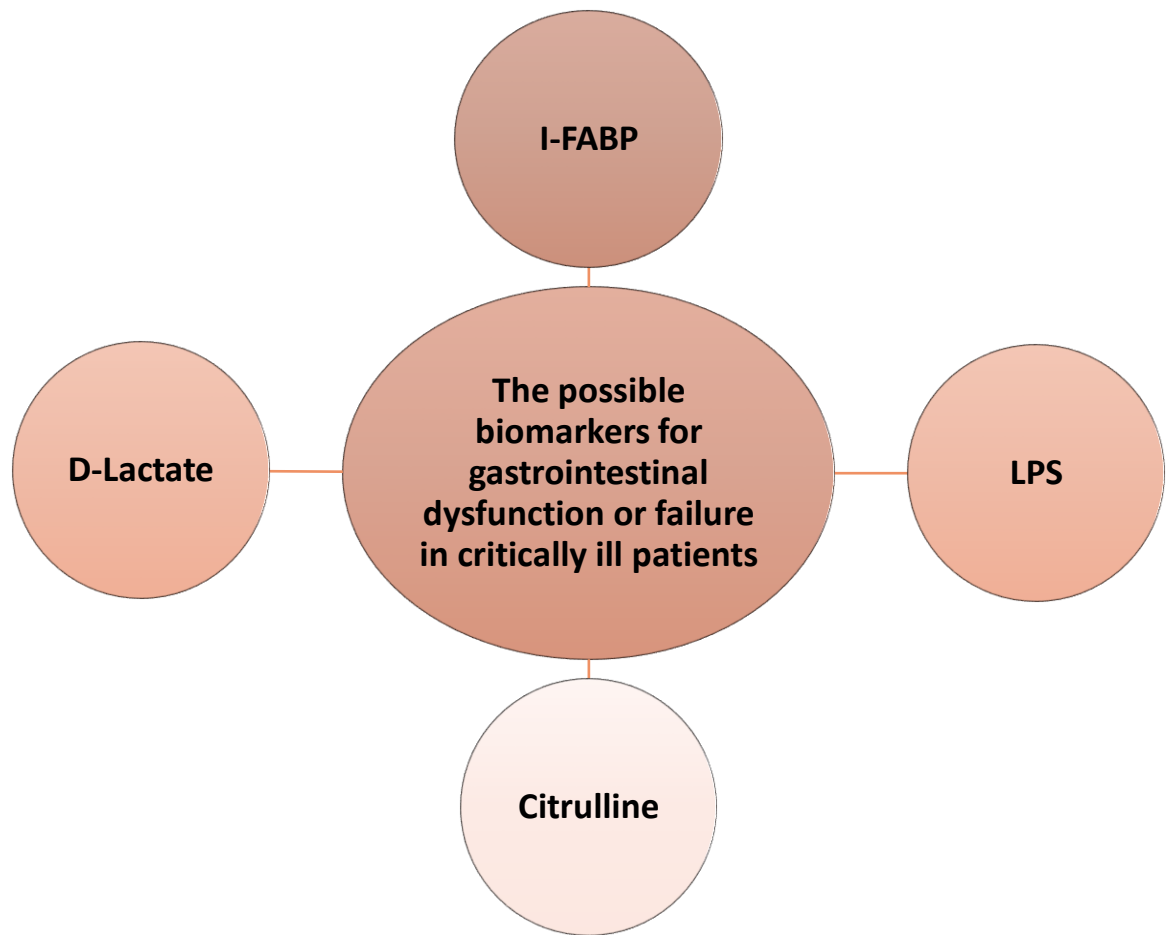 I-FABP
The possible
biomarkers for
gastrointestinal
dysfunction or failure
in critically ill patients
D-Lactate
LPS
Citrulline